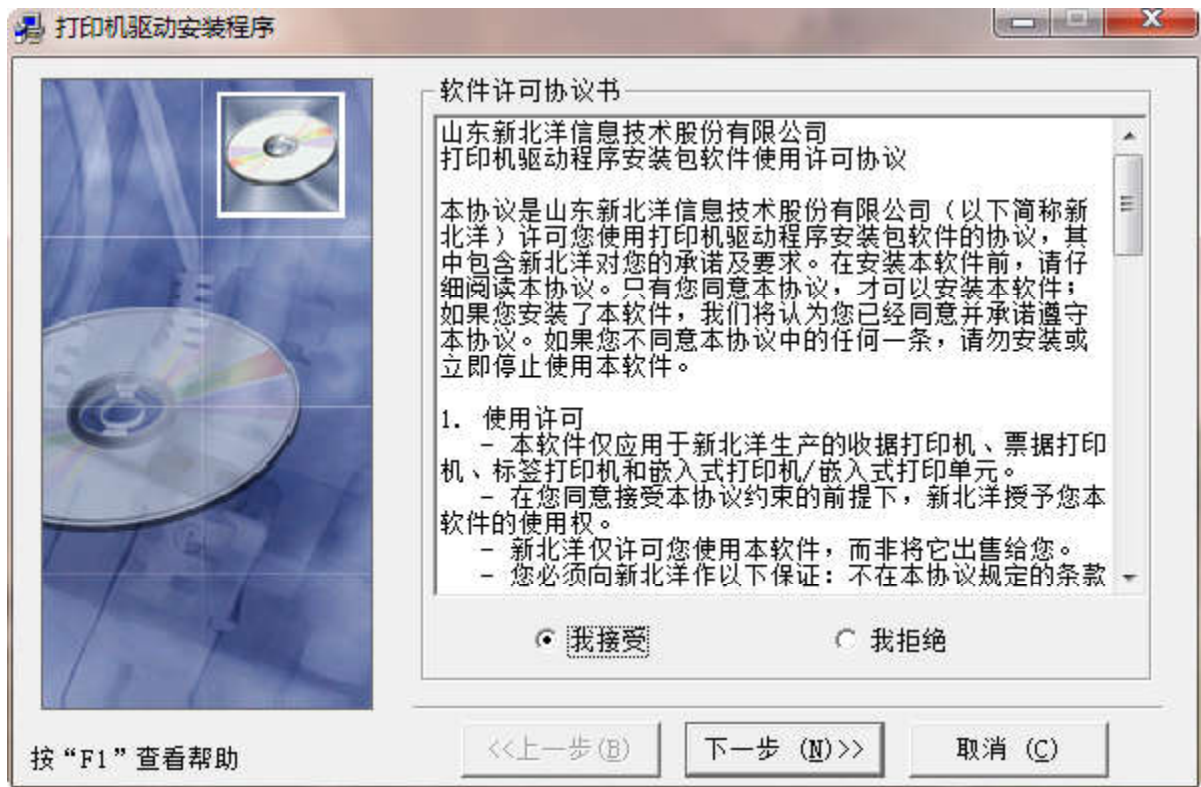 打印机驱动安装程序
软件许可协议书
山东新北洋信息技术股份有限公司
打印机驱动程序安装包软件使用许可协议
本协议是山东新北洋信息技术股份有限公司（以下简称新
北洋）许可您使用打印机驱动程序安装包软件的协议，其
中包含新北洋对您的承诺及要求。在安装本软件前，请仔
细阅读本协议。只有您同意本协议，才可以安装本软件；
如果您安装了本软件，我们将认为您已经同意并承诺遵守
本协议。如果您不同意本协议中的任何一条，请勿安装或
立即停止使用本软件。
1. 使用许可
- 本软件仅应用于新北洋生产的收据打印机、票据打印
机、标签打印机和嵌入式打印机/嵌入式打印单元。
- 在您同意接受本协议约束的前提下，新北洋授予您本
软件的使用权。
- 新北洋仅许可您使用本软件，而非将它出售给您。
- 您必须向新北洋作以下保证：不在本协议规定的条款
我接受 我拒绝
按“F1”查看帮助
<<上一步(B) 下一步 (N)>> 取消 (C)